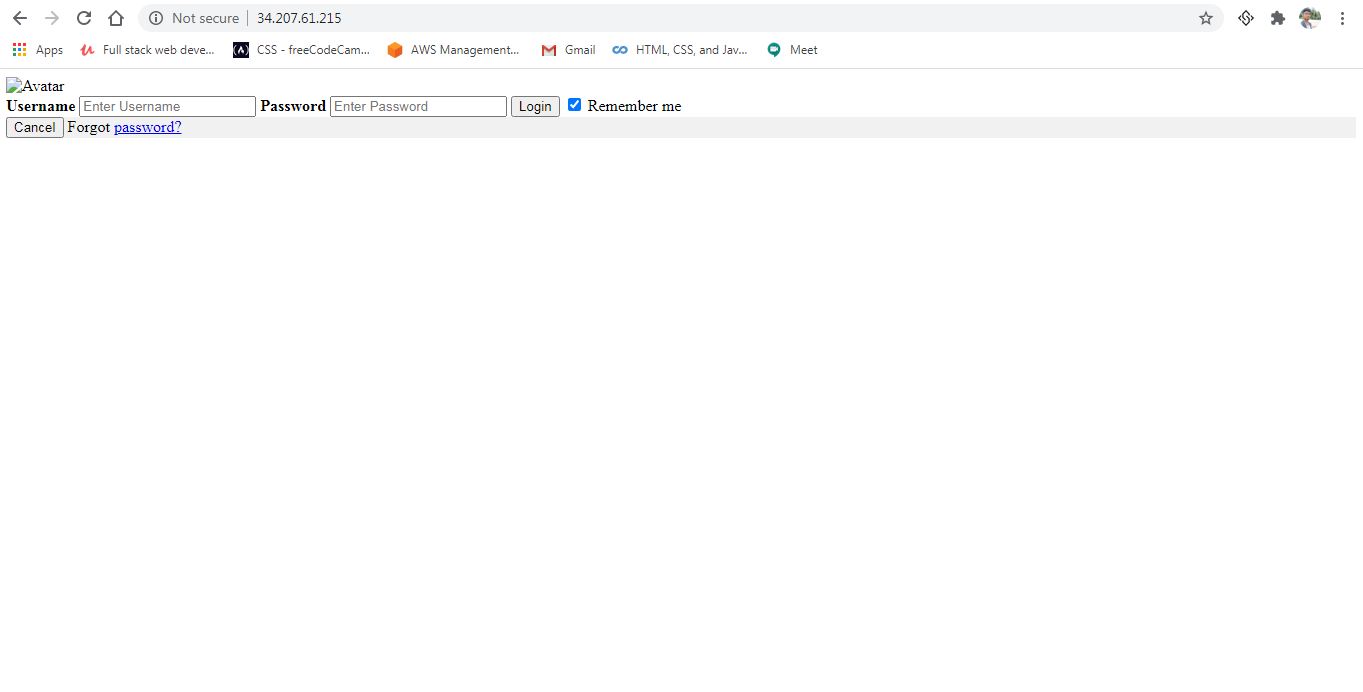 Not secure 34.207.61.215
Apps Full stack web deve... CSS - freeCodeCam... AWS Management... Gmail HTML, CSS, and Jav... Meet
Avatar
Username Enter Username Password Enter Password Login Remember me
Cancel Forgot password?